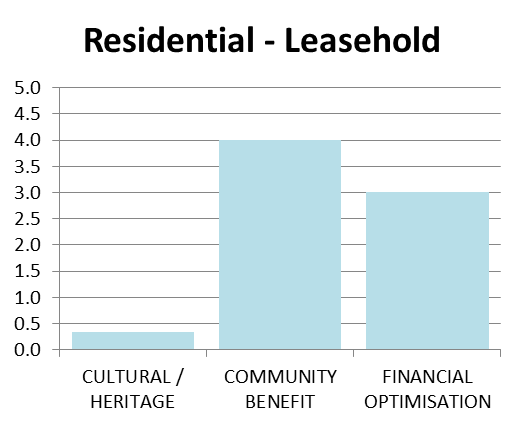 Residential - Leasehold
5.0
4.5
4.0
3.5
3.0
2.5
2.0
1.5
1.0
0.5
0.0
CULTURAL /
HERITAGE
COMMUNITY
BENEFIT
FINANCIAL
OPTIMISATION